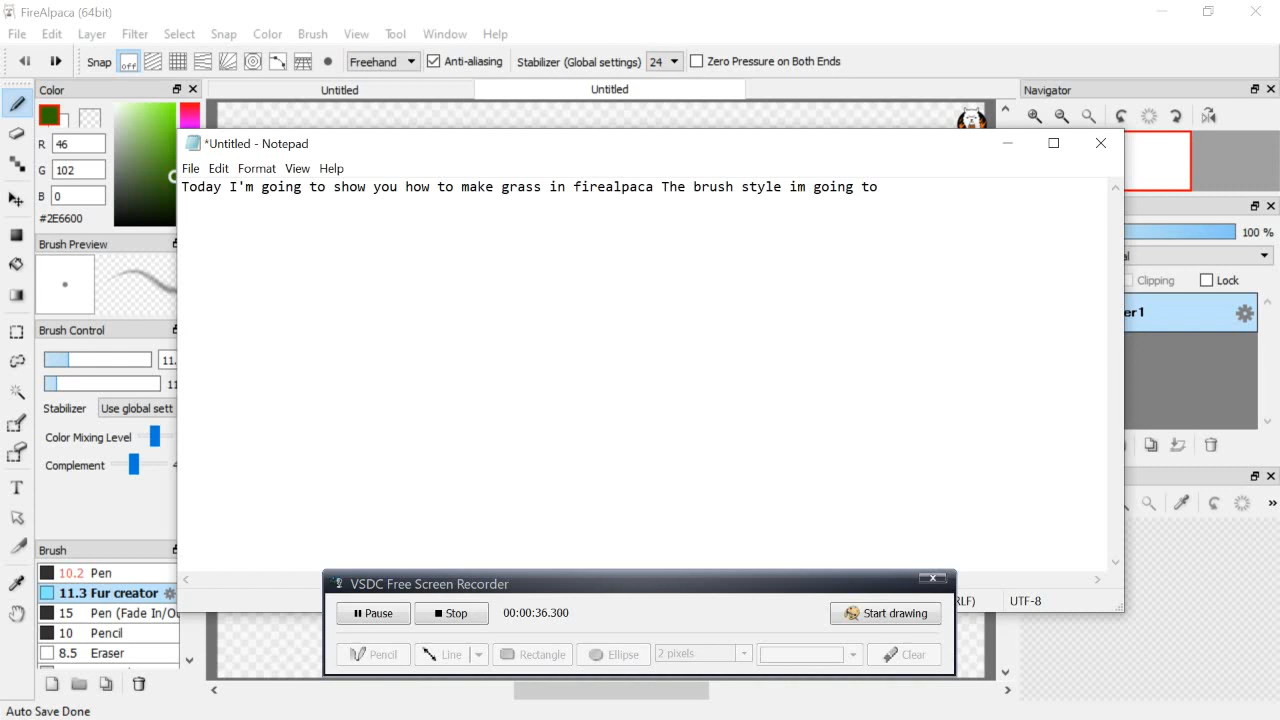 FireAlpaca (64bit)
File Edit Layer Filter Select Snap Color Brush View Tool Window Help
Snap off Freehand Anti-aliasing Stabilizer (Global settings) 24 Zero Pressure on Both Ends
Color Untitled Untitled Navigator
R 46
G 102
B 0
#2E6600
*Untitled - Notepad
File Edit Format View Help
Today I'm going to show you how to make grass in firealpaca The brush style im going to
100 %
Clipping Lock
er1
Brush Preview
Brush Control
11.
11
Stabilizer Use global sett
Color Mixing Level
Complement 4
Brush
10.2 Pen
11.3 Fur creator
15 Pen (Fade In/Ou
10 Pencil
8.5 Eraser
RLF) UTF-8
VSDC Free Screen Recorder
Pause Stop 00:00:36.300 Start drawing
Pencil Line Rectangle Ellipse 2 pixels Clear
Auto Save Done